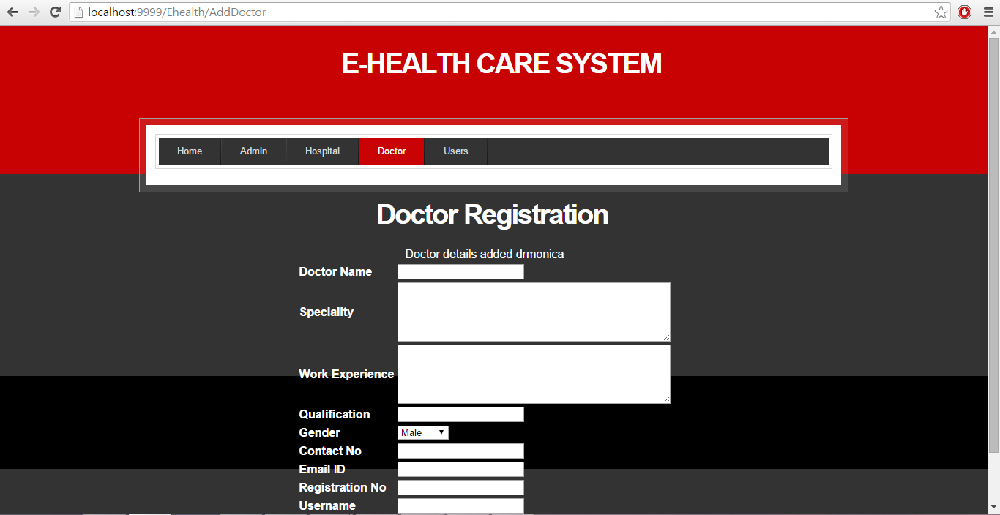 localhost:9999/Ehealth/AddDoctor
E-HEALTH CARE SYSTEM
Home Admin Hospital Doctor Users
Doctor Registration
Doctor details added drmonica
Doctor Name
Speciality
Work Experience
Qualification
Gender Male
Contact No
Email ID
Registration No
Username